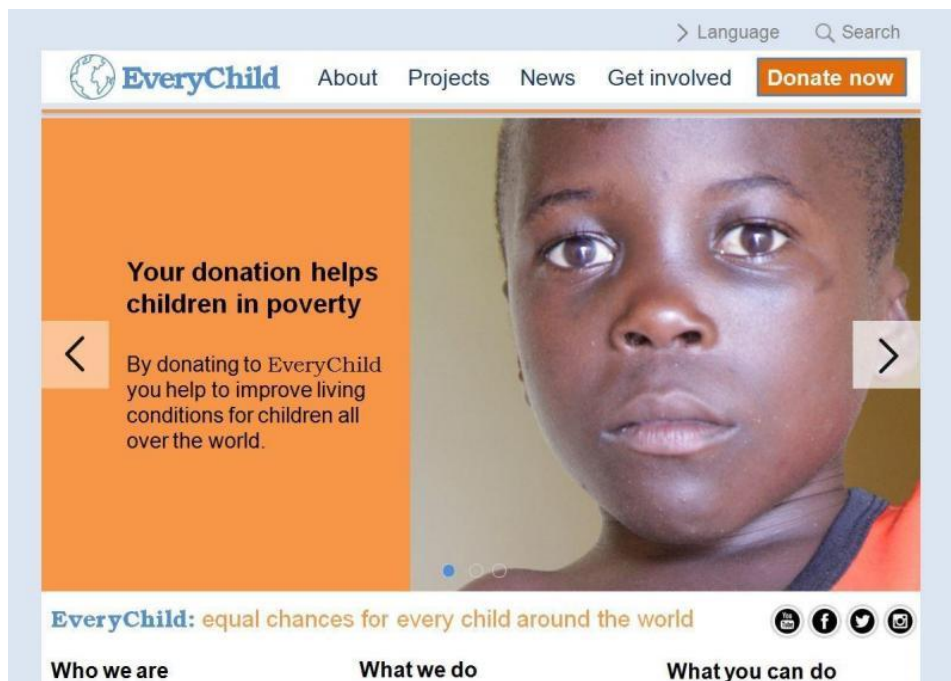 Language Search
EveryChild About Projects News Get involved Donate now
Your donation helps
children in poverty
By donating to EveryChild
you help to improve living
conditions for children all
over the world.
EveryChild: equal chances for every child around the world
You Tube
Who we are What we do What you can do